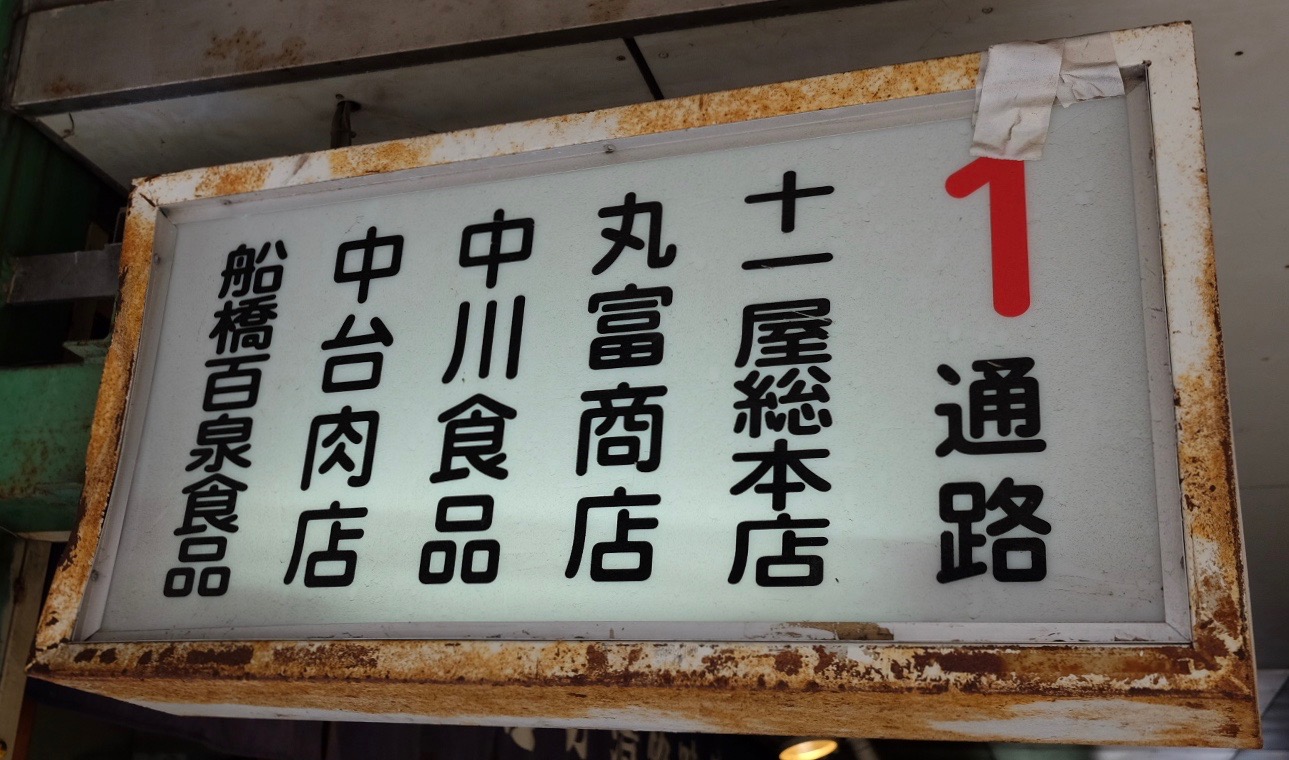 1通路
十一屋総本店
丸富商店
中川食品
中台肉店
船橋百泉食品